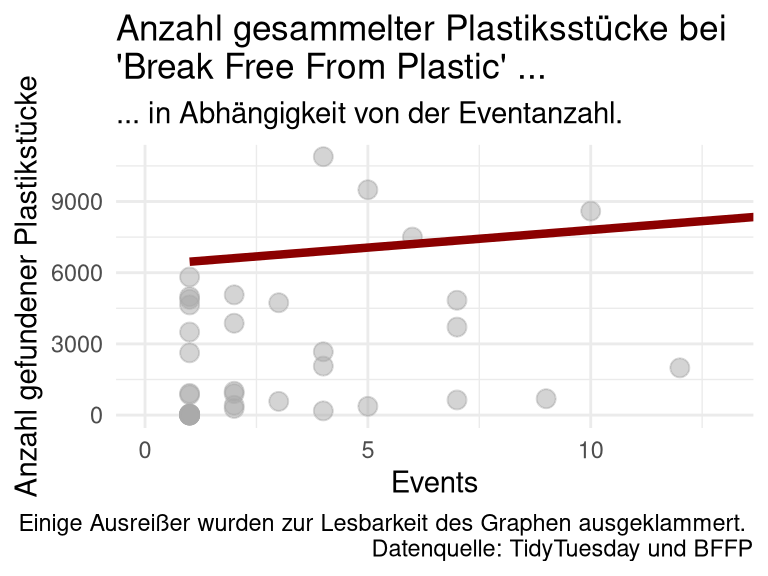 Anzahl gesammelter Plastiksstücke bei
'Break Free From Plastic' ...
... in Abhängigkeit von der Eventanzahl.
Anzahl gefundener Plastikstücke
9000
6000
3000
0
0
5
10
Events
Einige Ausreißer wurden zur Lesbarkeit des Graphen ausgeklammert.
Datenquelle: TidyTuesday und BFFP